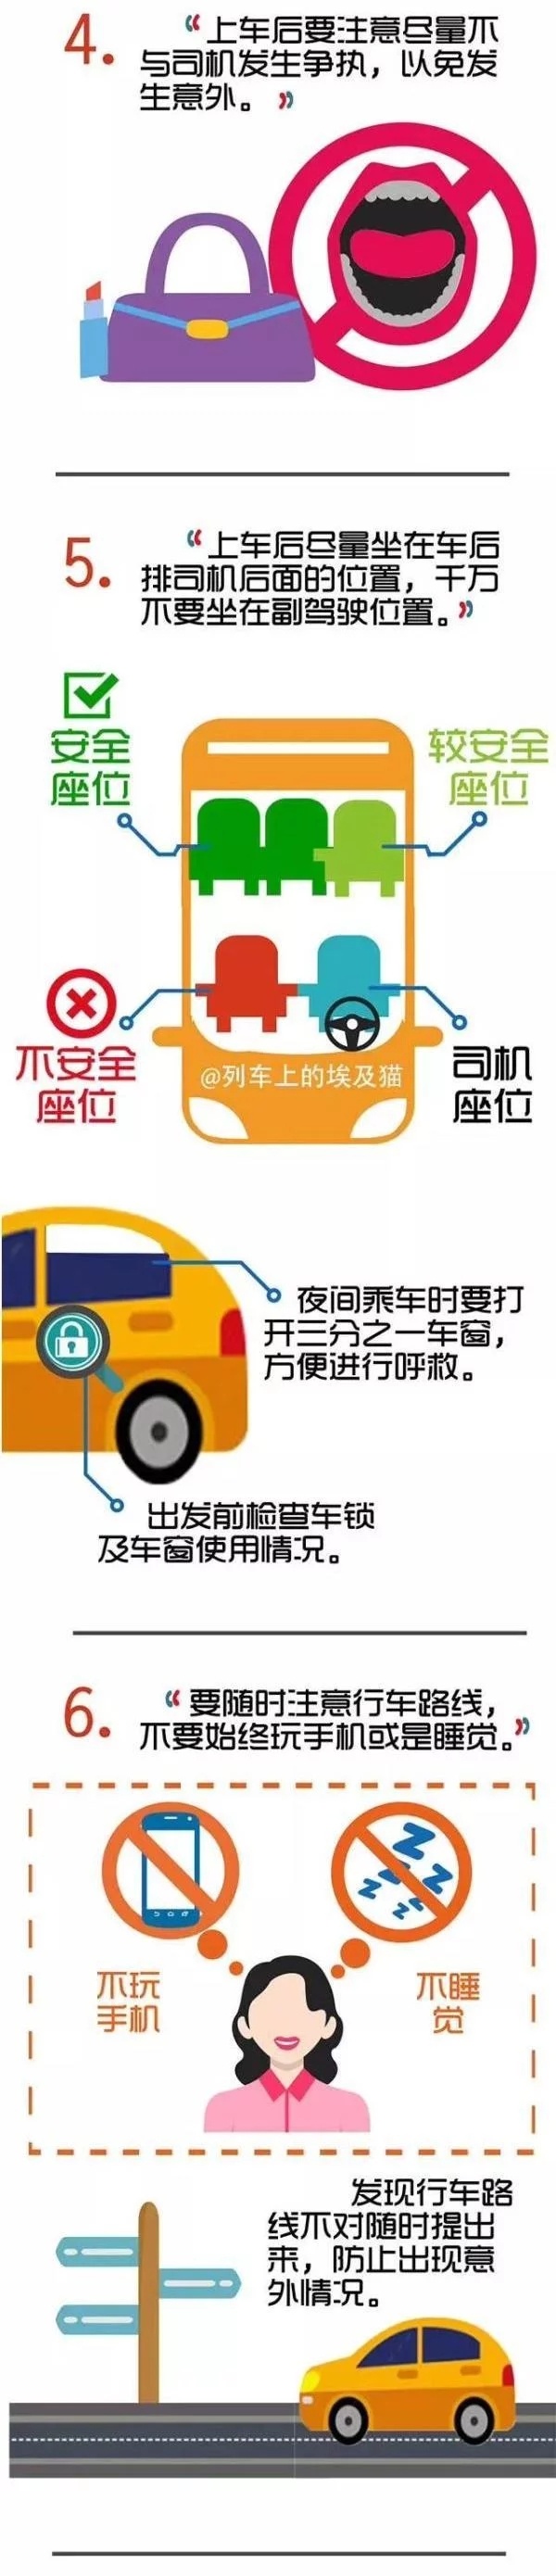 4.
“上车后要注意尽量不
与司机发生争执，以免发
生意外。”
5.
“上车后尽量坐在车后
排司机后面的位置，千万
不要坐在副驾驶位置。”
安全
座位
较安全
座位
不安全
座位
@列车上的埃及猫
司机
座位
夜间乘车时要打
开三分之一车窗，
方便进行呼救。
出发前检查车锁
及车窗使用情况。
6.
“要随时注意行车路线，
不要始终玩手机或是睡觉。”
Z
Z
Z
Z
Z
Z
不玩
手机
不睡
觉
发现行车路
线不对随时提出
来，防止出现意
外情况。